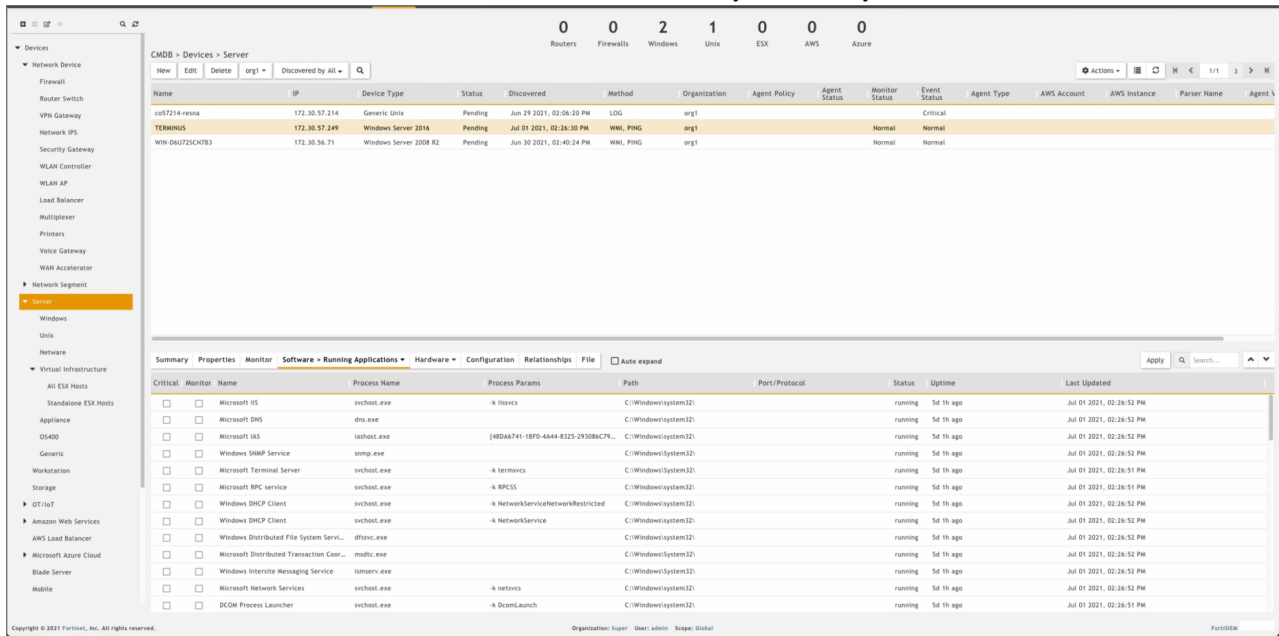 0 0 2 1 0 0 0
Routers Firewalls Windows Unix ESX AWS Azure
Devices
Network Device
Firewall
Router Switch
VPN Gateway
Network IPS
Security Gateway
WLAN Controller
WLAN AP
Load Balancer
Multiplexer
Printers
Voice Gateway
WAN Accelerator
Network Segment
Server
Windows
Unix
Netware
Virtual Infrastructure
All ESX Hosts
Standalone ESX Hosts
Appliance
OS400
Generic
Workstation
Storage
OT/IoT
Amazon Web Services
AWS Load Balancer
Microsoft Azure Cloud
Blade Server
Mobile
CMDB > Devices > Server
New Edit Delete org1 Discovered by All Actions 1/1 3
Name IP Device Type Status Discovered Method Organization Agent Policy Agent Status Monitor Status Event Status Agent Type AWS Account AWS Instance Parser Name Agent V
co57214-resna 172.30.57.214 Generic Unix Pending Jun 29 2021, 02:06:20 PM LOG org1 Critical
TERMINUS 172.30.57.249 Windows Server 2016 Pending Jul 01 2021, 02:26:30 PM WMI, PING org1 Normal Normal
WIN-D6U72SCN7B3 172.30.56.71 Windows Server 2008 R2 Pending Jun 30 2021, 02:40:24 PM WMI, PING org1 Normal Normal
Summary Properties Monitor Software > Running Applications Hardware Configuration Relationships File Auto expand Apply Search...
Critical Monitor Name Process Name Process Params Path Port/Protocol Status Uptime Last Updated
Microsoft IIS svchost.exe -k iissvcs C:\Windows\system32\ running 5d 1h ago Jul 01 2021, 02:26:52 PM
Microsoft DNS dns.exe C:\Windows\system32\ running 5d 1h ago Jul 01 2021, 02:26:52 PM
Microsoft IAS iashost.exe {48DA6741-1BF0-4A44-8325-293086C79... C:\Windows\system32\ running 5d 1h ago Jul 01 2021, 02:26:52 PM
Windows SNMP Service snmp.exe C:\Windows\System32\ running 5d 1h ago Jul 01 2021, 02:26:52 PM
Microsoft Terminal Server svchost.exe -k termsvcs C:\Windows\System32\ running 5d 1h ago Jul 01 2021, 02:26:51 PM
Microsoft RPC service svchost.exe -k RPCSS C:\Windows\system32\ running 5d 1h ago Jul 01 2021, 02:26:51 PM
Windows DHCP Client svchost.exe -k NetworkServiceNetworkRestricted C:\Windows\system32\ running 5d 1h ago Jul 01 2021, 02:26:52 PM
Windows DHCP Client svchost.exe -k NetworkService C:\Windows\System32\ running 5d 1h ago Jul 01 2021, 02:26:52 PM
Windows Distributed File System Servi... dfssvc.exe C:\Windows\system32\ running 5d 1h ago Jul 01 2021, 02:26:52 PM
Microsoft Distributed Transaction Coor... msdtc.exe C:\Windows\System32\ running 5d 1h ago Jul 01 2021, 02:26:52 PM
Windows Intersite Messaging Service ismserv.exe C:\Windows\System32\ running 5d 1h ago Jul 01 2021, 02:26:52 PM
Microsoft Network Services svchost.exe -k netsvcs C:\Windows\system32\ running 5d 1h ago Jul 01 2021, 02:26:52 PM
DCOM Process Launcher svchost.exe -k DcomLaunch C:\Windows\system32\ running 5d 1h ago Jul 01 2021, 02:26:51 PM
Copyright © 2021 Fortinet, Inc. All rights reserved. Organization: Super User: admin Scope: Global FortiSIEM